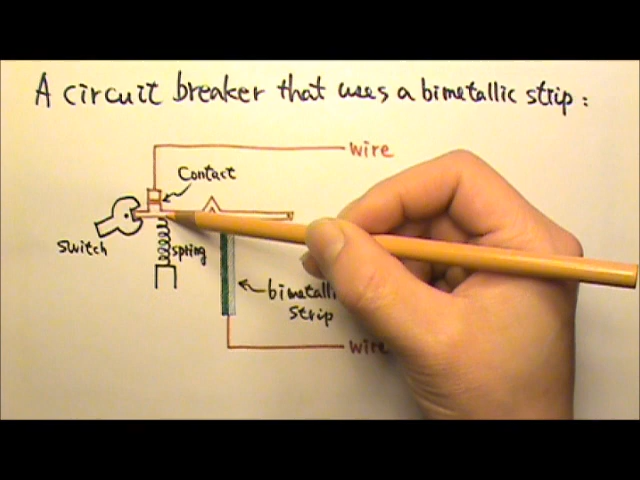 A circuit breaker that uses a bimetallic strip:
wire
Contact
switch
spring
strip
wire